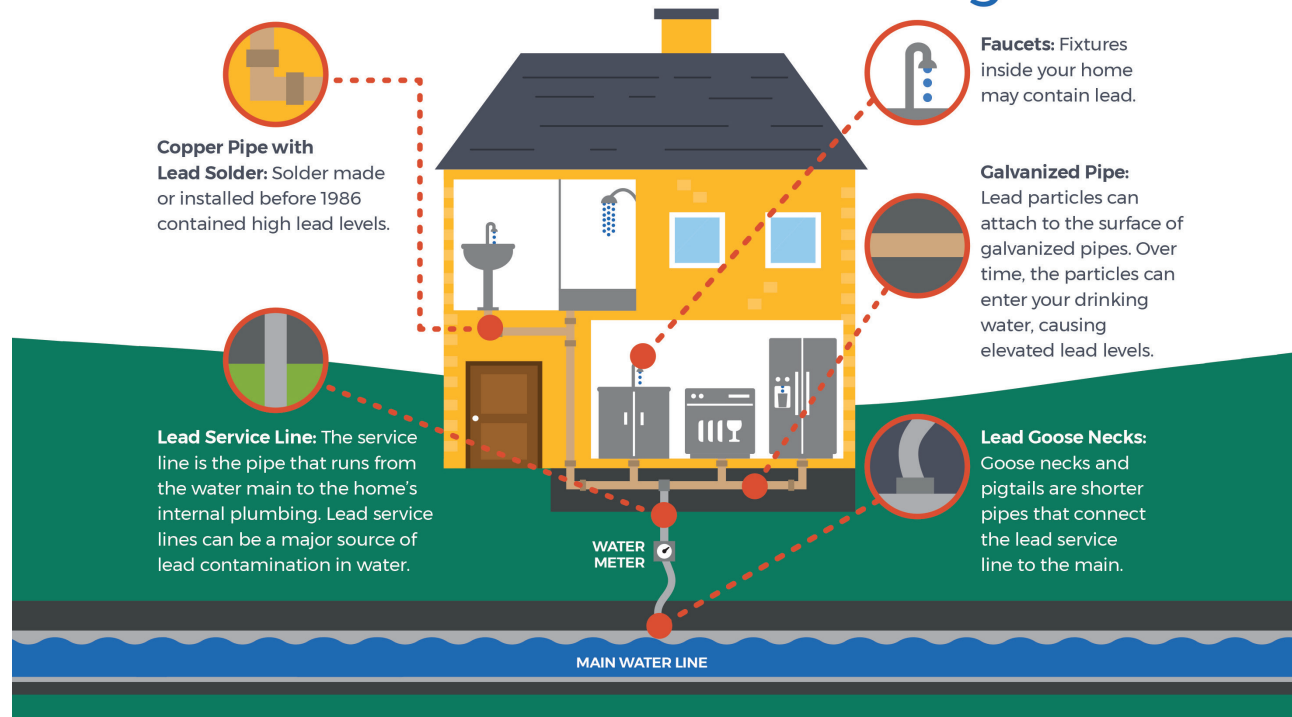 Copper Pipe with
Lead Solder: Solder made
or installed before 1986
contained high lead levels.
Lead Service Line: The service
line is the pipe that runs from
the water main to the home's
internal plumbing. Lead service
lines can be a major source of
lead contamination in water.
Faucets: Fixtures
inside your home
may contain lead.
Galvanized Pipe:
Lead particles can
attach to the surface of
galvanized pipes. Over
time, the particles can
enter your drinking
water, causing
elevated lead levels.
Lead Goose Necks:
Goose necks and
pigtails are shorter
pipes that connect
the lead service
line to the main.
WATER
METER
MAIN WATER LINE